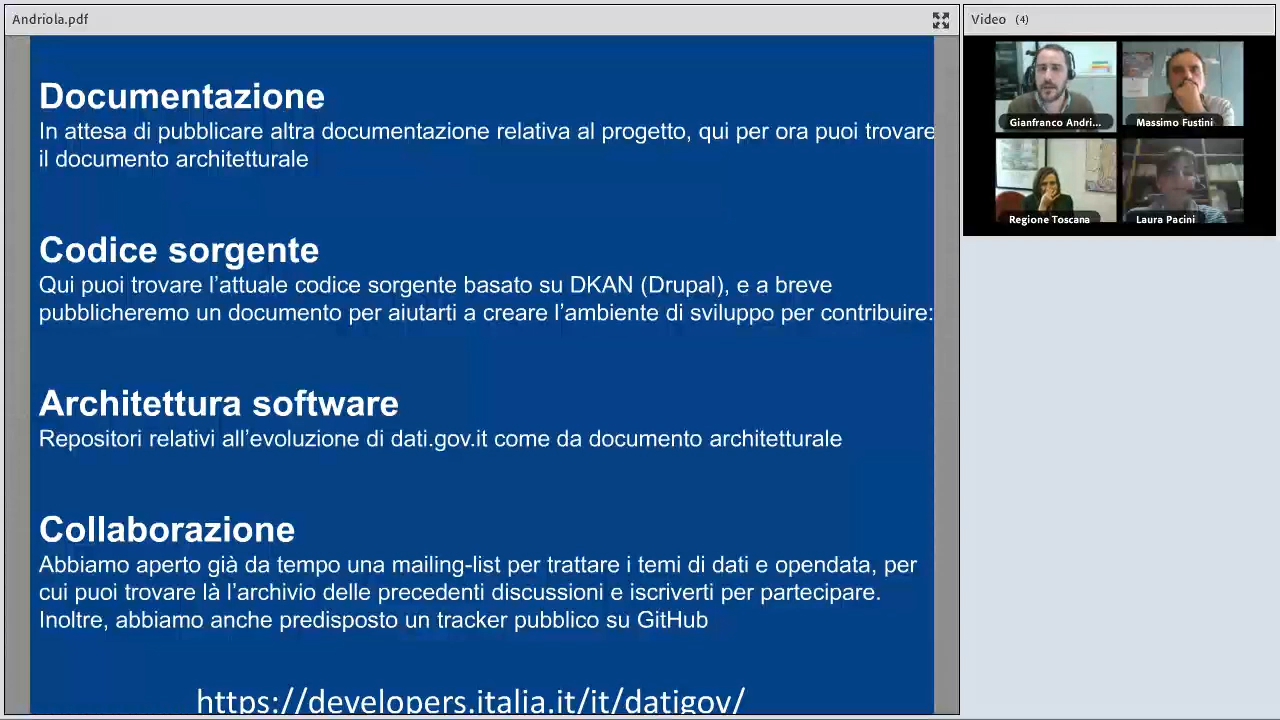 Andriola.pdf
Documentazione
In attesa di pubblicare altra documentazione relativa al progetto, qui per ora puoi trovare
il documento architetturale
Codice sorgente
Qui puoi trovare l’attuale codice sorgente basato su DKAN (Drupal), e a breve
pubblicheremo un documento per aiutarti a creare l’ambiente di sviluppo per contribuire:
Architettura software
Repositori relativi all’evoluzione di dati.gov.it come da documento architetturale
Collaborazione
Abbiamo aperto già da tempo una mailing-list per trattare i temi di dati e opendata, per
cui puoi trovare là l’archivio delle precedenti discussioni e iscriverti per partecipare.
Inoltre, abbiamo anche predisposto un tracker pubblico su GitHub
https://developers.italia.it/it/datigov/
Video (4)
Gianfranco Andri...
Massimo Fustini
Regione Toscana
Laura Pacini